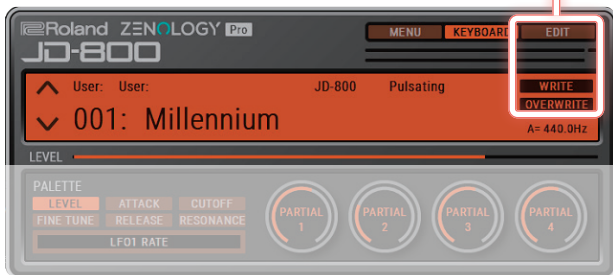 Roland ZENOLOGY Pro
JD-800
MENU KEYBOARD EDIT
User: User: JD-800 Pulsating
WRITE
001: Millennium
OVERWRITE
A= 440.0Hz
LEVEL
PALETTE
LEVEL ATTACK CUTOFF
FINE TUNE RELEASE RESONANCE
LFO1 RATE
PARTIAL 1
PARTIAL 2
PARTIAL 3
PARTIAL 4